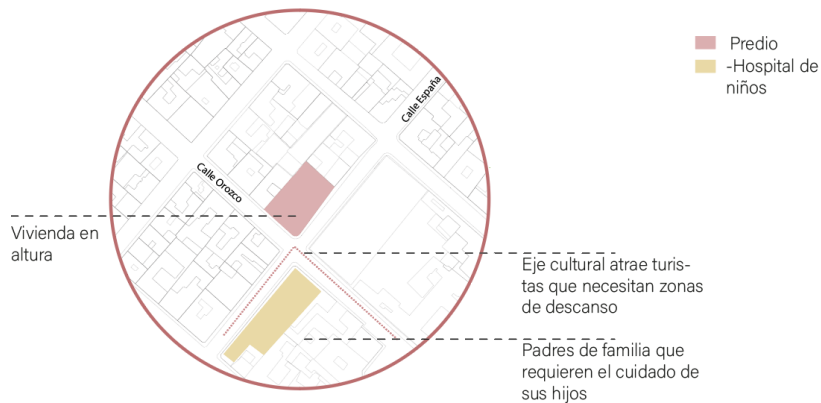 Predio
-Hospital de
niños
Calle España
Calle Orozco
Vivienda en
altura
Eje cultural atrae turis-
tas que necesitan zonas
de descanso
Padres de familia que
requieren el cuidado de
sus hijos